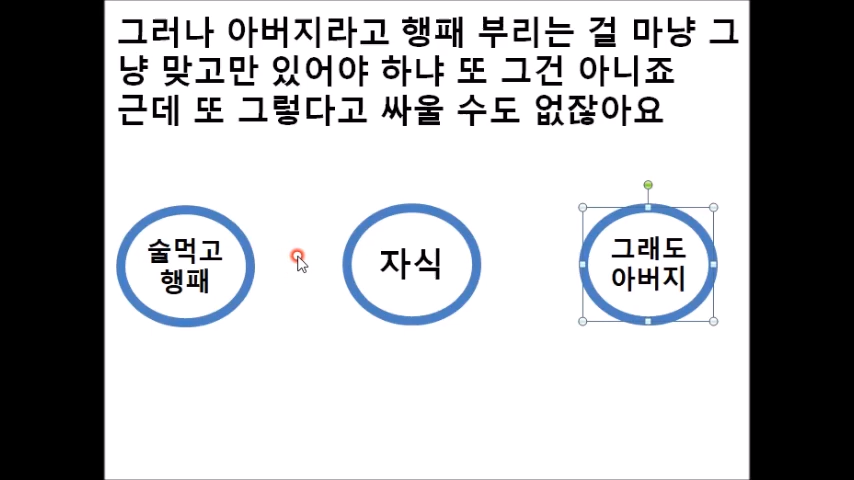 그러나 아버지라고 행패 부리는 걸 마냥 그
냥 맞고만 있어야 하냐 또 그건 아니죠
근데 또 그렇다고 싸울 수도 없잖아요
술먹고
행패
자식
그래도
아버지